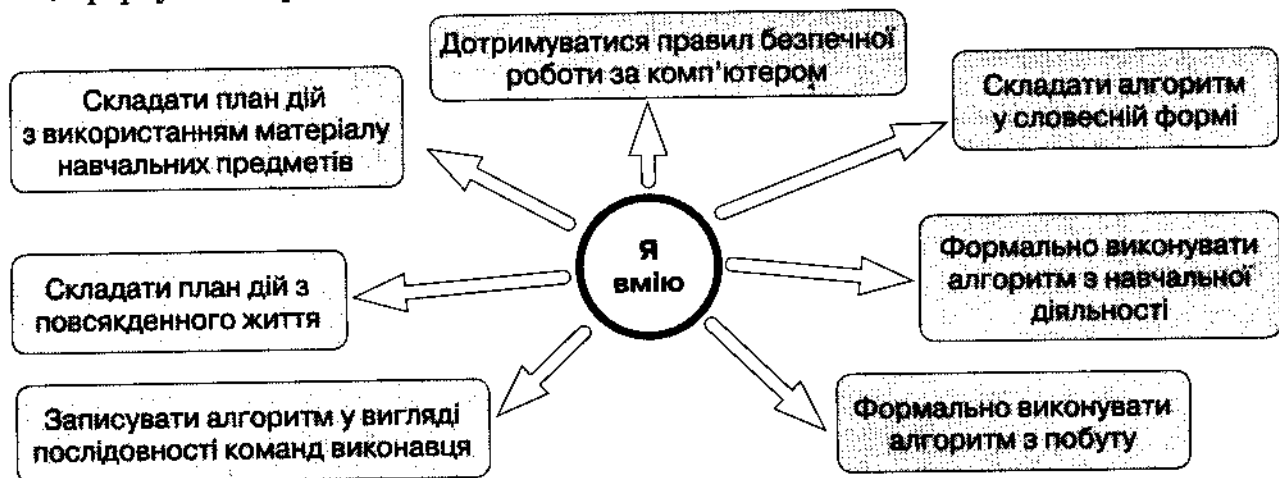 Дотримуватися правил безпечної
роботи за комп'ютером
Складати план дій
з використанням матеріалу
навчальних предметів
Складати алгоритм
у словесній формі
Я
вмію
Складати план дій з
повсякденного життя
Формально виконувати
алгоритм з навчальної
діяльності
Записувати алгоритм у вигляді
послідовності команд виконавця
Формально виконувати
алгоритм з побуту